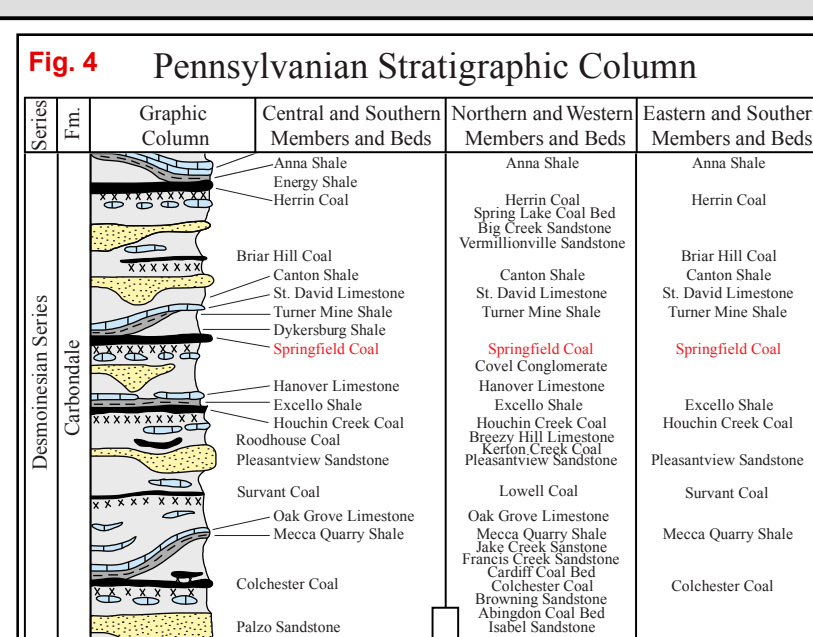 Fig. 4
Pennsylvanian Stratigraphic Column
Series
Fm.
Graphic
Column
Central and Southern
Members and Beds
Northern and Western
Members and Beds
Eastern and Souther
Members and Beds
Desmoinesian Series
Carbondale
Anna Shale
Energy Shale
Herrin Coal
Briar Hill Coal
Canton Shale
St. David Limestone
Turner Mine Shale
Dykersburg Shale
Springfield Coal
Hanover Limestone
Excello Shale
Houchin Creek Coal
Roodhouse Coal
Pleasantview Sandstone
Survant Coal
Oak Grove Limestone
Mecca Quarry Shale
Colchester Coal
Palzo Sandstone
Anna Shale
Herrin Coal
Spring Lake Coal Bed
Big Creek Sandstone
Vermillionville Sandstone
Canton Shale
St. David Limestone
Turner Mine Shale
Springfield Coal
Covel Conglomerate
Hanover Limestone
Excello Shale
Houchin Creek Coal
Breezy Hill Limestone
Kerton Creek Coal
Pleasantview Sandstone
Lowell Coal
Oak Grove Limestone
Mecca Quarry Shale
Jake Creek Sanstone
Francis Creek Sandstone
Cardiff Coal Bed
Colchester Coal
Browning Sandstone
Abingdon Coal Bed
Isabel Sandstone
Anna Shale
Herrin Coal
Briar Hill Coal
Canton Shale
St. David Limestone
Turner Mine Shale
Springfield Coal
Excello Shale
Houchin Creek Coal
Pleasantview Sandstone
Survant Coal
Mecca Quarry Shale
Colchester Coal